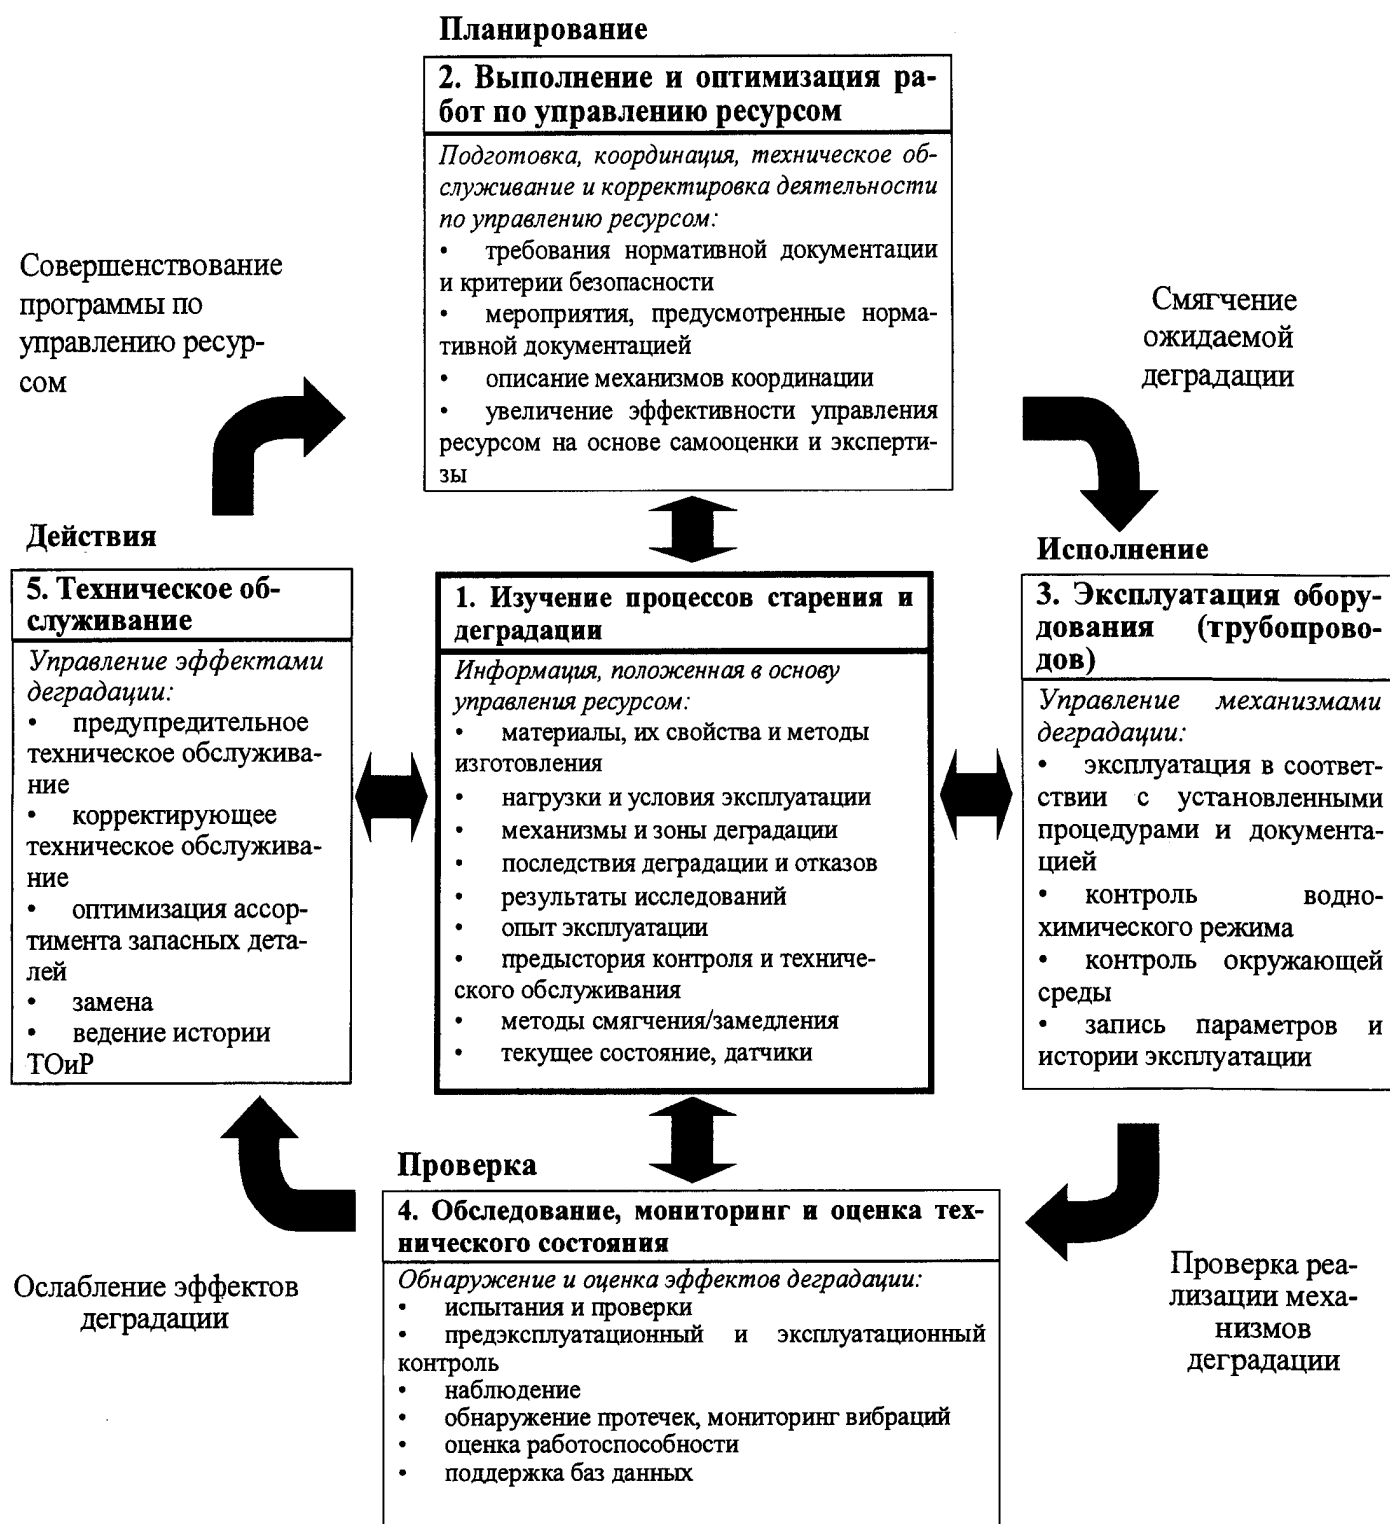 Планирование
2. Выполнение и оптимизация ра-
бот по управлению ресурсом
Подготовка, координация, техническое об-
служивание и корректировка деятельности
по управлению ресурсом:
• требования нормативной документации
и критерии безопасности
• мероприятия, предусмотренные норма-
тивной документацией
• описание механизмов координации
• увеличение эффективности управления
ресурсом на основе самооценки и эксперти-
зы
Совершенствование
программы по
управлению ресур-
сом
Смягчение
ожидаемой
деградации
Действия
5. Техническое об-
служивание
Управление эффектами
деградации:
• предупредительное
техническое обслужива-
ние
• корректирующее
техническое обслужива-
ние
• оптимизация ассор-
тимента запасных дета-
лей
• замена
• ведение истории
ТОиР
1. Изучение процессов старения и
деградации
Информация, положенная в основу
управления ресурсом:
• материалы, их свойства и методы
изготовления
• нагрузки и условия эксплуатации
• механизмы и зоны деградации
• последствия деградации и отказов
• результаты исследований
• опыт эксплуатации
• предыстория контроля и техниче-
ского обслуживания
• методы смягчения/замедления
• текущее состояние, датчики
Исполнение
3. Эксплуатация обору-
дования (трубопрово-
дов)
Управление механизмами
деградации:
• эксплуатация в соответ-
ствии с установленными
процедурами и документа-
цией
• контроль водно-
химического режима
• контроль окружающей
среды
• запись параметров и
истории эксплуатации
Проверка
4. Обследование, мониторинг и оценка тех-
нического состояния
Обнаружение и оценка эффектов деградации:
• испытания и проверки
• предэксплуатационный и эксплуатационный
контроль
• наблюдение
• обнаружение протечек, мониторинг вибраций
• оценка работоспособности
• поддержка баз данных
Ослабление эффектов
деградации
Проверка реа-
лизации меха-
низмов
деградации